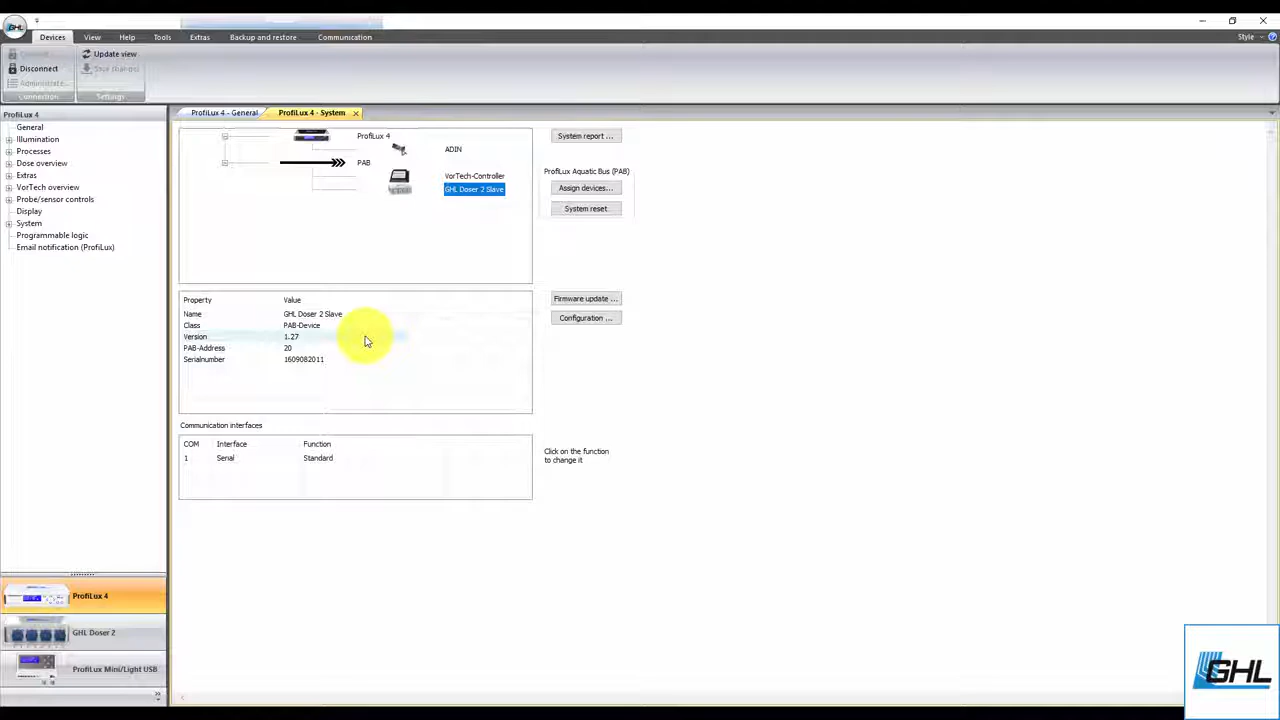 GHL
Devices View Help Tools Extras Backup and restore Communication Style
Disconnect
Update view
Save changes
Connection Settings
ProfiLux 4
General
Illumination
Processes
Dose overview
Extras
VorTech overview
Probe/sensor controls
Display
System
Programmable logic
Email notification (ProfiLux)
ProfiLux 4 - General ProfiLux 4 - System
ProfiLux 4
ADIN
PAB
VorTech-Controller
GHL Doser 2 Slave
System report ...
ProfiLux Aquatic Bus (PAB)
Assign devices...
System reset
Property Value
Name GHL Doser 2 Slave
Class PAB-Device
Version 1.27
PAB-Address 20
Serialnumber 1609082011
Firmware update ...
Configuration ...
Communication interfaces
COM Interface Function
1 Serial Standard
Click on the function
to change it
ProfiLux 4
GHL Doser 2
ProfiLux Mini/Light USB
GHL